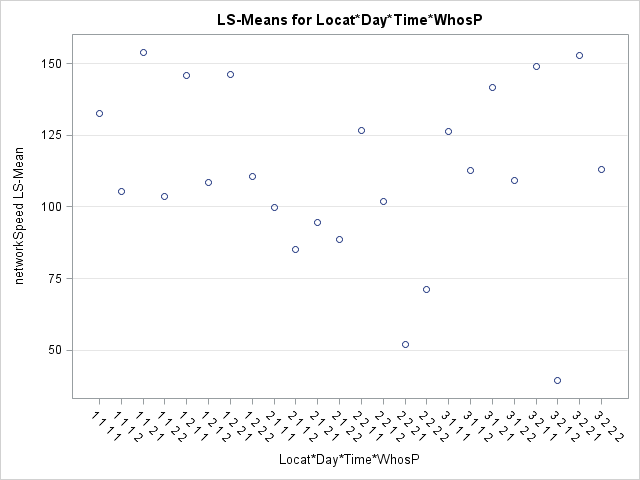 LS-Means for Locat*Day*Time*WhosP
networkSpeed LS-Mean
150
125
100
75
50
1 1 1 1
1 1 1 2
1 1 2 1
1 1 2 2
1 2 1 1
1 2 1 2
1 2 2 1
1 2 2 2
2 1 1 1
2 1 1 2
2 1 2 1
2 1 2 2
2 2 1 1
2 2 1 2
2 2 2 1
2 2 2 2
3 1 1 1
3 1 1 2
3 1 2 1
3 1 2 2
3 2 1 1
3 2 1 2
3 2 2 1
3 2 2 2
Locat*Day*Time*WhosP